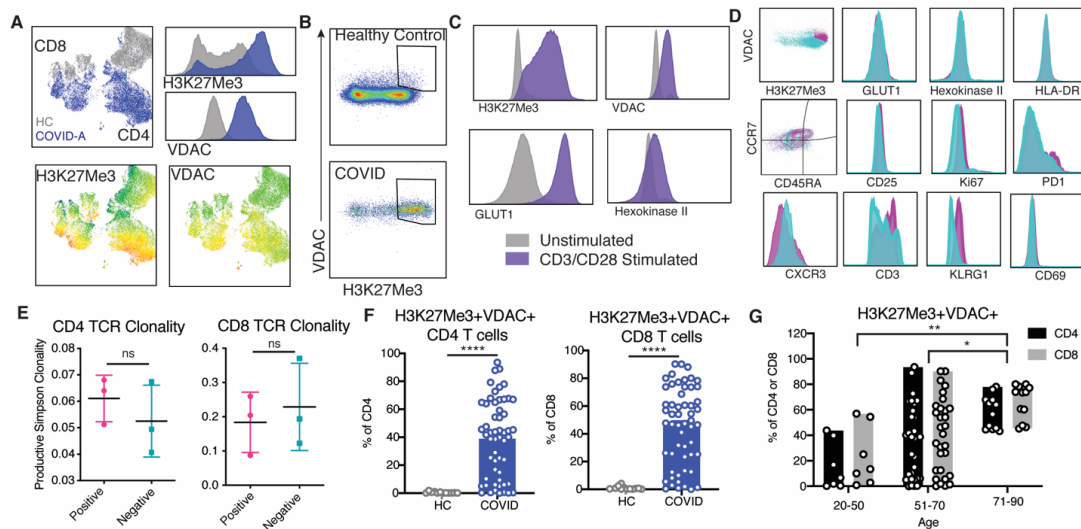 A
CD8
HC
COVID-A
CD4
H3K27Me3
VDAC
H3K27Me3
VDAC
B
Healthy Control
COVID
VDAC
H3K27Me3
C
H3K27Me3
VDAC
GLUT1
Hexokinase II
Unstimulated
CD3/CD28 Stimulated
D
VDAC
H3K27Me3
GLUT1
Hexokinase II
HLA-DR
CCR7
CD45RA
CD25
Ki67
PD1
CXCR3
CD3
KLRG1
CD69
E
CD4 TCR Clonality
ns
Productive Simpson Clonality
0.08
0.07
0.06
0.05
0.04
0.03
Positive
Negative
CD8 TCR Clonality
ns
0.4
0.3
0.2
0.1
0.0
Positive
Negative
F
H3K27Me3+VDAC+
CD4 T cells
****
% of CD4
100
80
60
40
20
0
HC
COVID
H3K27Me3+VDAC+
CD8 T cells
****
% of CD8
100
80
60
40
20
0
HC
COVID
G
H3K27Me3+VDAC+
**
*
CD4
CD8
% of CD4 or CD8
120
100
80
60
40
20
0
20-50
51-70
71-90
Age